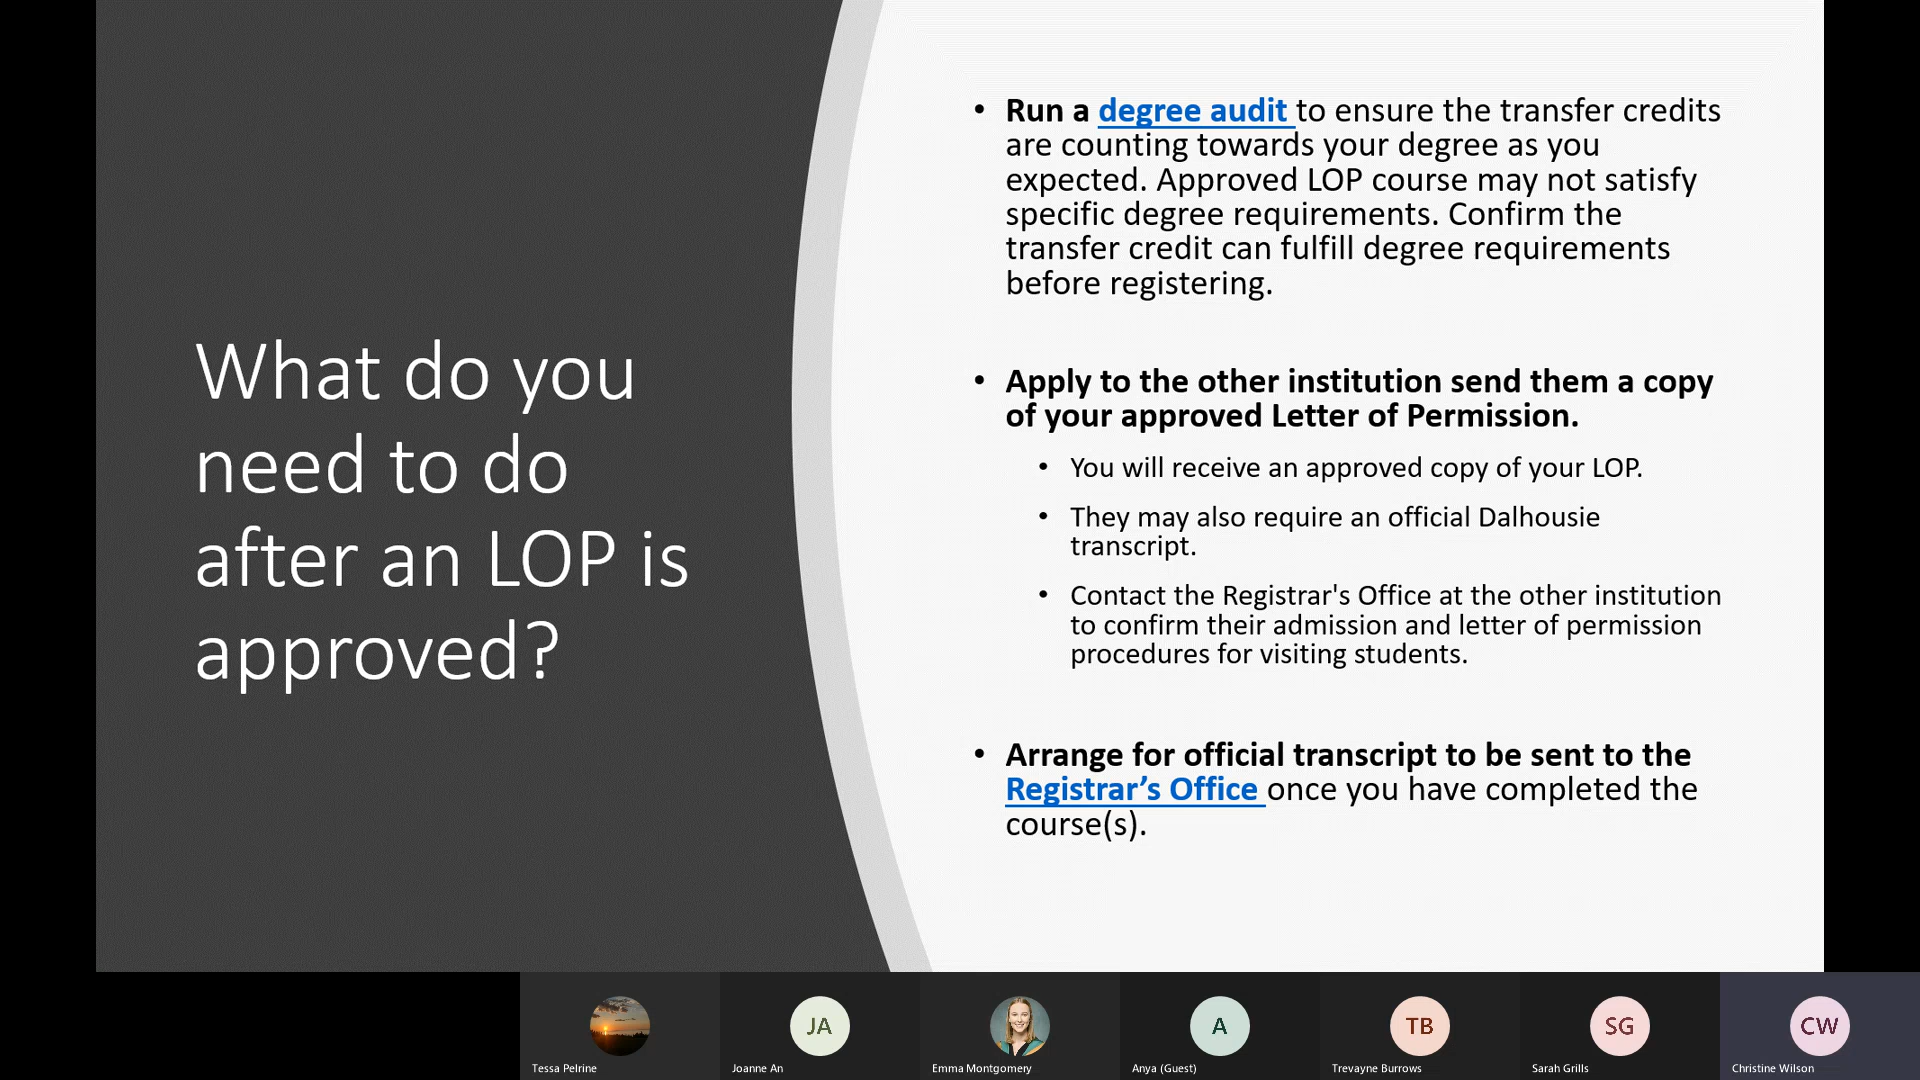 What do you
need to do
after an LOP is
approved?
• Run a degree audit to ensure the transfer credits
are counting towards your degree as you
expected. Approved LOP course may not satisfy
specific degree requirements. Confirm the
transfer credit can fulfill degree requirements
before registering.
• Apply to the other institution send them a copy
of your approved Letter of Permission.
• You will receive an approved copy of your LOP.
• They may also require an official Dalhousie
transcript.
• Contact the Registrar's Office at the other institution
to confirm their admission and letter of permission
procedures for visiting students.
• Arrange for official transcript to be sent to the
Registrar’s Office once you have completed the
course(s).
JA
A
TB
SG
CW
Tessa Pelrine
Joanne An
Emma Montgomery
Anya (Guest)
Trevayne Burrows
Sarah Grills
Christine Wilson